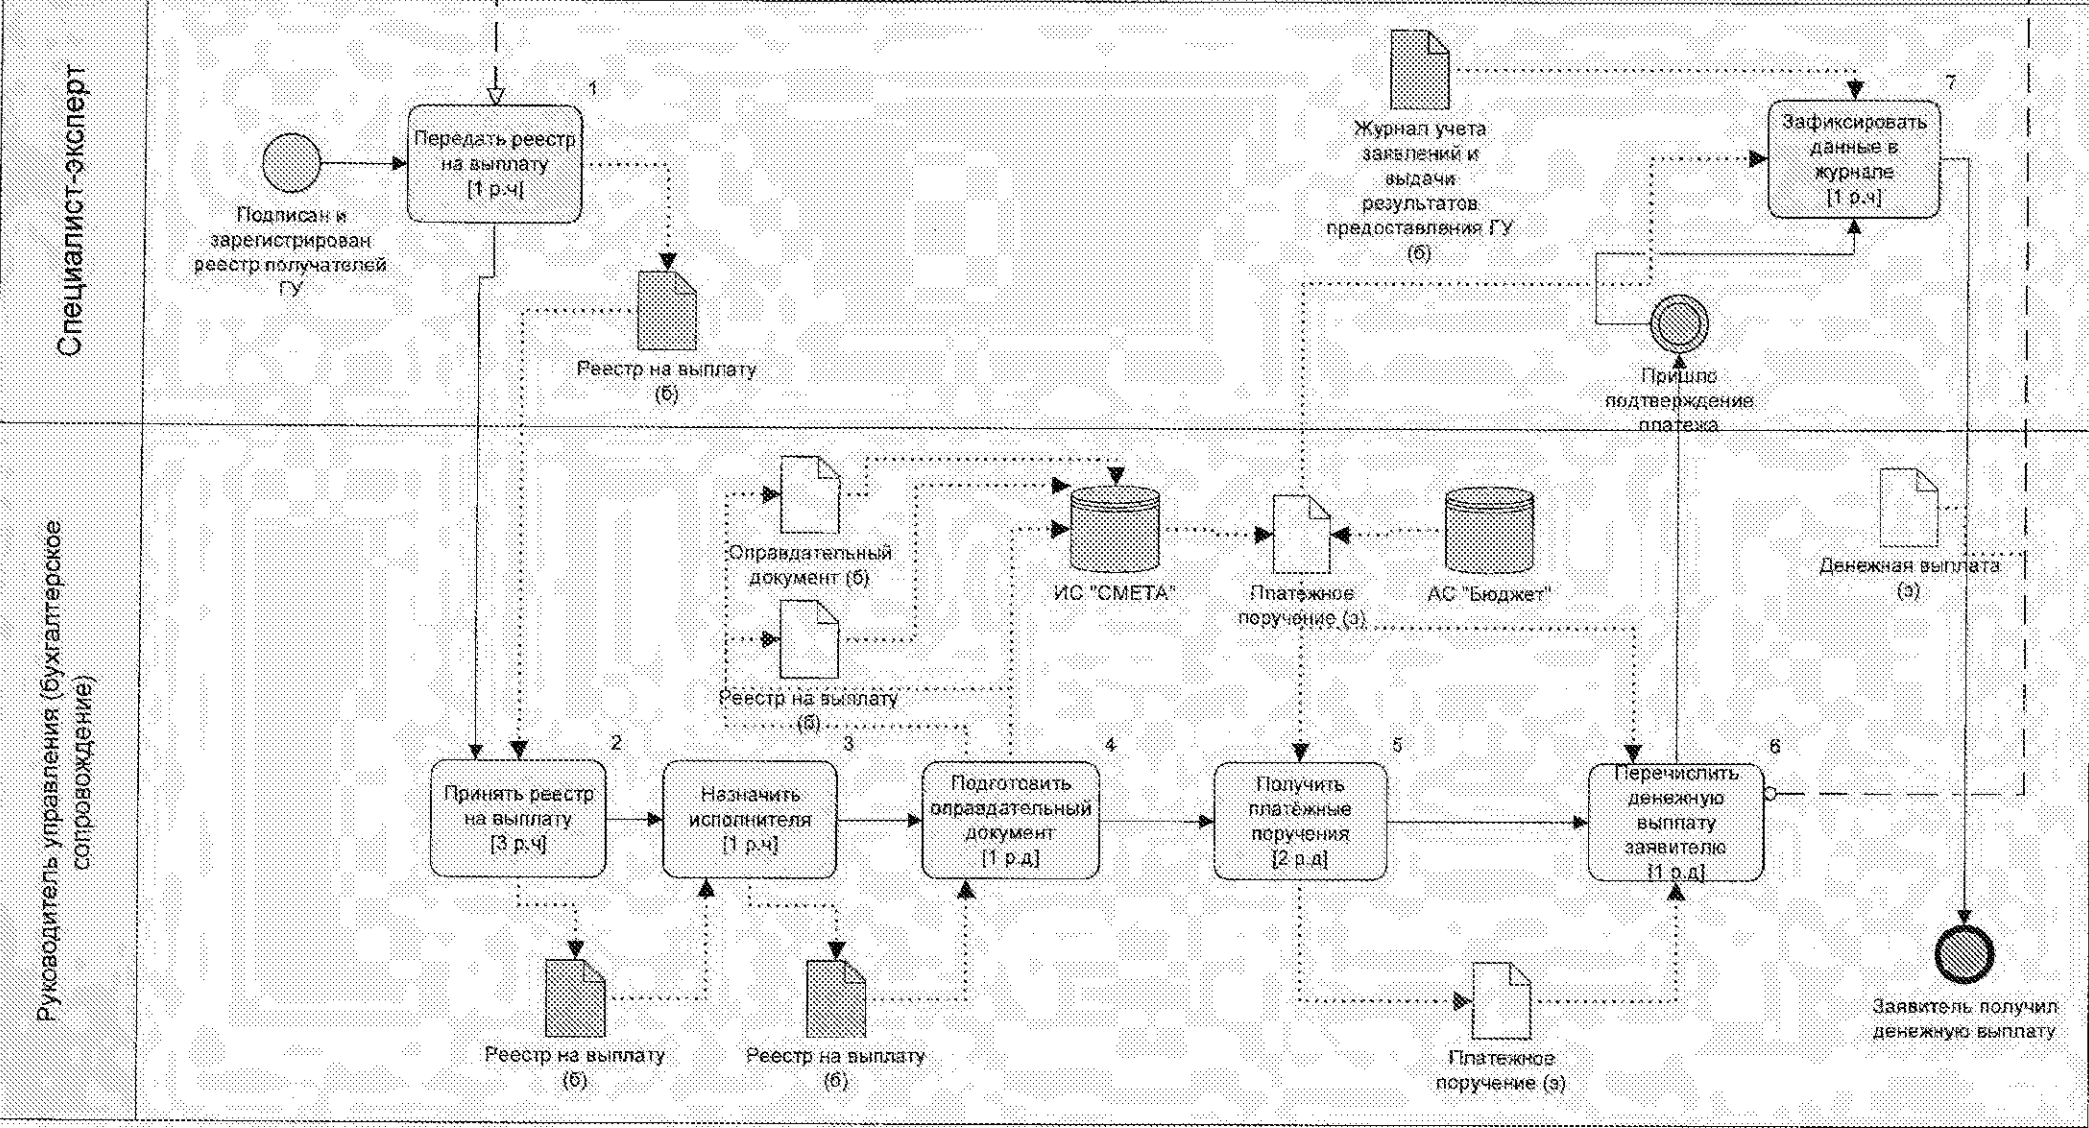 Специалист-эксперт
1
Передать реестр
на выплату
[1 р.ч]
Подписан и
зарегистрирован
реестр получателей
ГУ
Реестр на выплату
(б)
Журнал учета
заявлений и
выдачи
результатов
предоставления ГУ
(б)
7
Зафиксировать
данные в
журнале
[1 р.ч]
Пришло
подтверждение
платежа
Руководитель управления (бухгалтерское
сопровождение)
Оправдательный
документ (б)
Реестр на выплату
(б)
ИС "СМЕТА"
Платежное
поручение (э)
АС "Бюджет"
Денежная выплата
(э)
2
Принять реестр
на выплату
[3 р.ч]
3
Назначить
исполнителя
[1 р.ч]
4
Подготовить
оправдательный
документ
[1 р.д]
5
Получить
платёжные
поручения
[2 р.д]
6
Перечислить
денежную
выплату
заявителю
[1 р.д]
Реестр на выплату
(б)
Реестр на выплату
(б)
Платежное
поручение (э)
Заявитель получил
денежную выплату